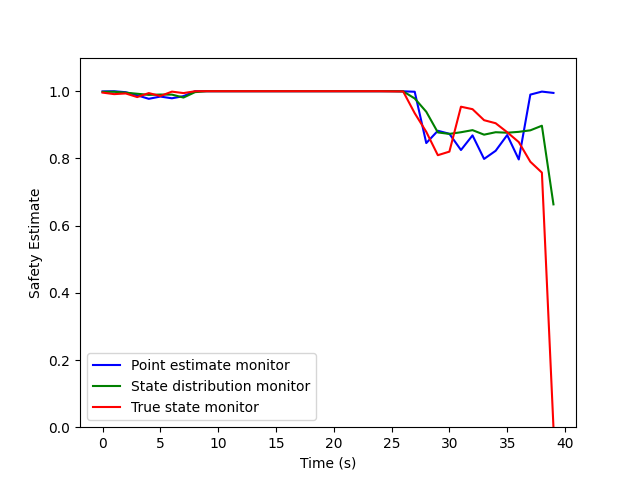 1.0
0.8
0.6
0.4
0.2
0.0
Safety Estimate
Point estimate monitor
State distribution monitor
True state monitor
0 5 10 15 20 25 30 35 40
Time (s)